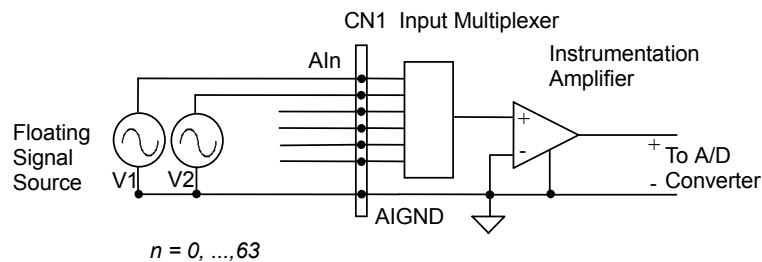 CN1 Input Multiplexer
AIn
Instrumentation
Amplifier
Floating
Signal
Source
V1
V2
+
-
+
-
To A/D
Converter
AIGND
n = 0, ...,63